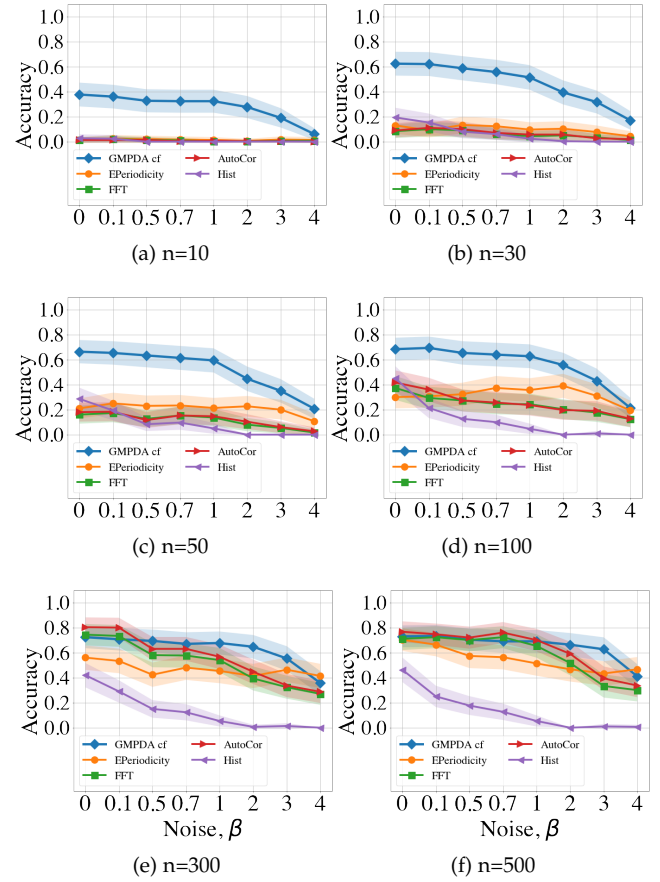 1.0 0.8 0.6 0.4 0.2 0.0
Accuracy
GMPDA cf
EPeriodicity
FFT
AutoCor
Hist
0 0.1 0.5 0.7 1 2 3 4
(a) n=10
1.0 0.8 0.6 0.4 0.2 0.0
Accuracy
GMPDA cf
EPeriodicity
FFT
AutoCor
Hist
0 0.1 0.5 0.7 1 2 3 4
(b) n=30
1.0 0.8 0.6 0.4 0.2 0.0
Accuracy
GMPDA cf
EPeriodicity
FFT
AutoCor
Hist
0 0.1 0.5 0.7 1 2 3 4
(c) n=50
1.0 0.8 0.6 0.4 0.2 0.0
Accuracy
GMPDA cf
EPeriodicity
FFT
AutoCor
Hist
0 0.1 0.5 0.7 1 2 3 4
(d) n=100
1.0 0.8 0.6 0.4 0.2 0.0
Accuracy
GMPDA cf
EPeriodicity
FFT
AutoCor
Hist
0 0.1 0.5 0.7 1 2 3 4
Noise, β
(e) n=300
1.0 0.8 0.6 0.4 0.2 0.0
Accuracy
GMPDA cf
EPeriodicity
FFT
AutoCor
Hist
0 0.1 0.5 0.7 1 2 3 4
Noise, β
(f) n=500